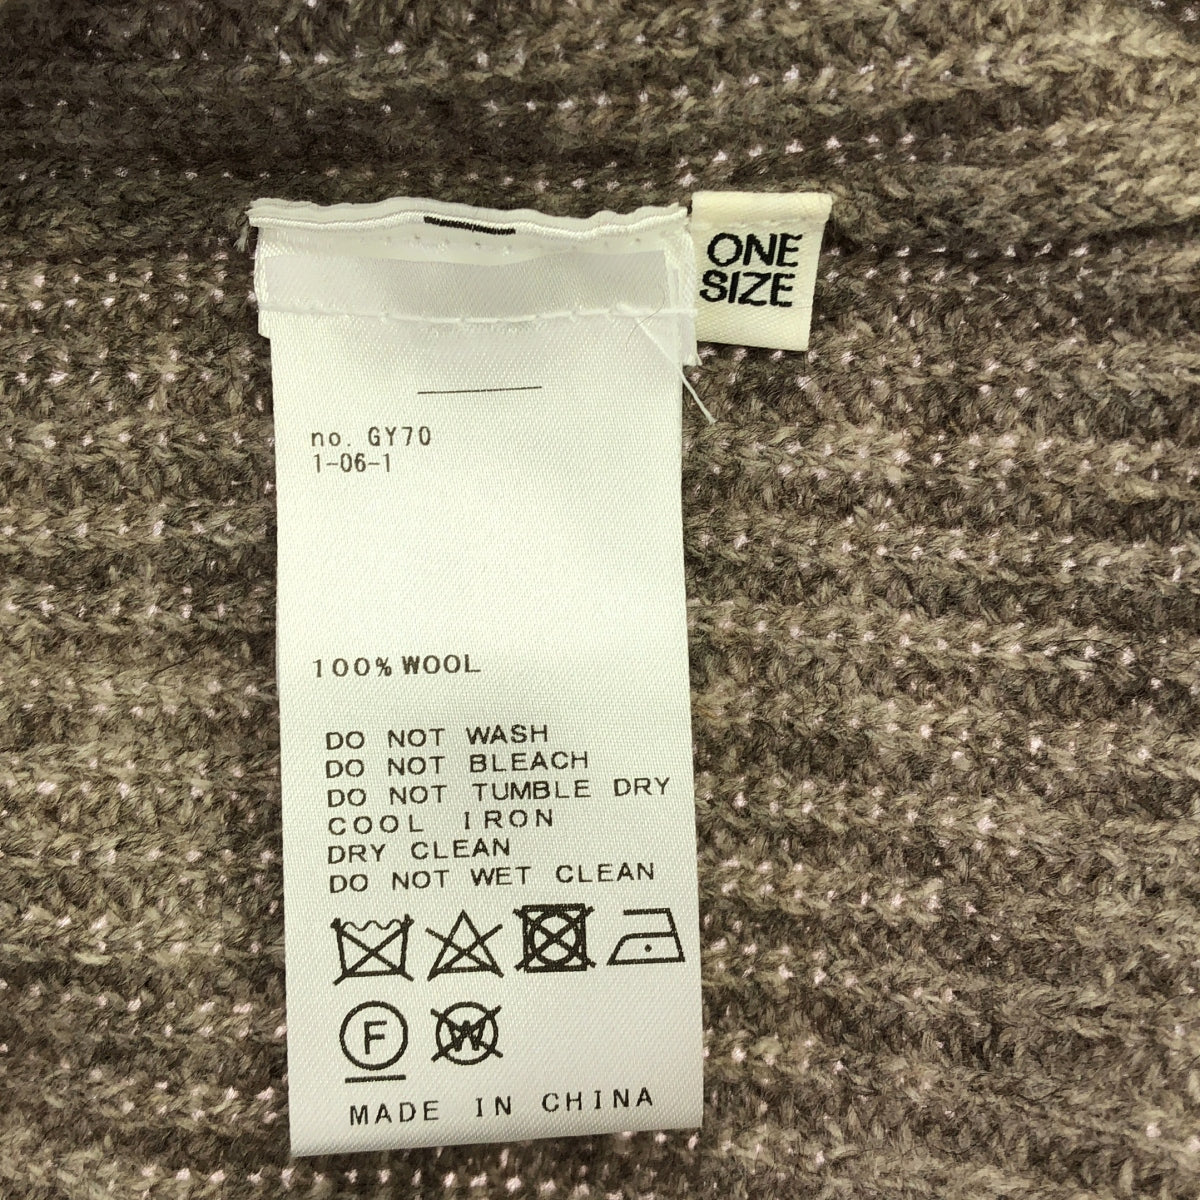 ONE
SIZE
no. GY70
1-06-1
100% WOOL
DO NOT WASH
DO NOT BLEACH
DO NOT TUMBLE DRY
COOL IRON
DRY CLEAN
DO NOT WET CLEAN
F W
MADE IN CHINA